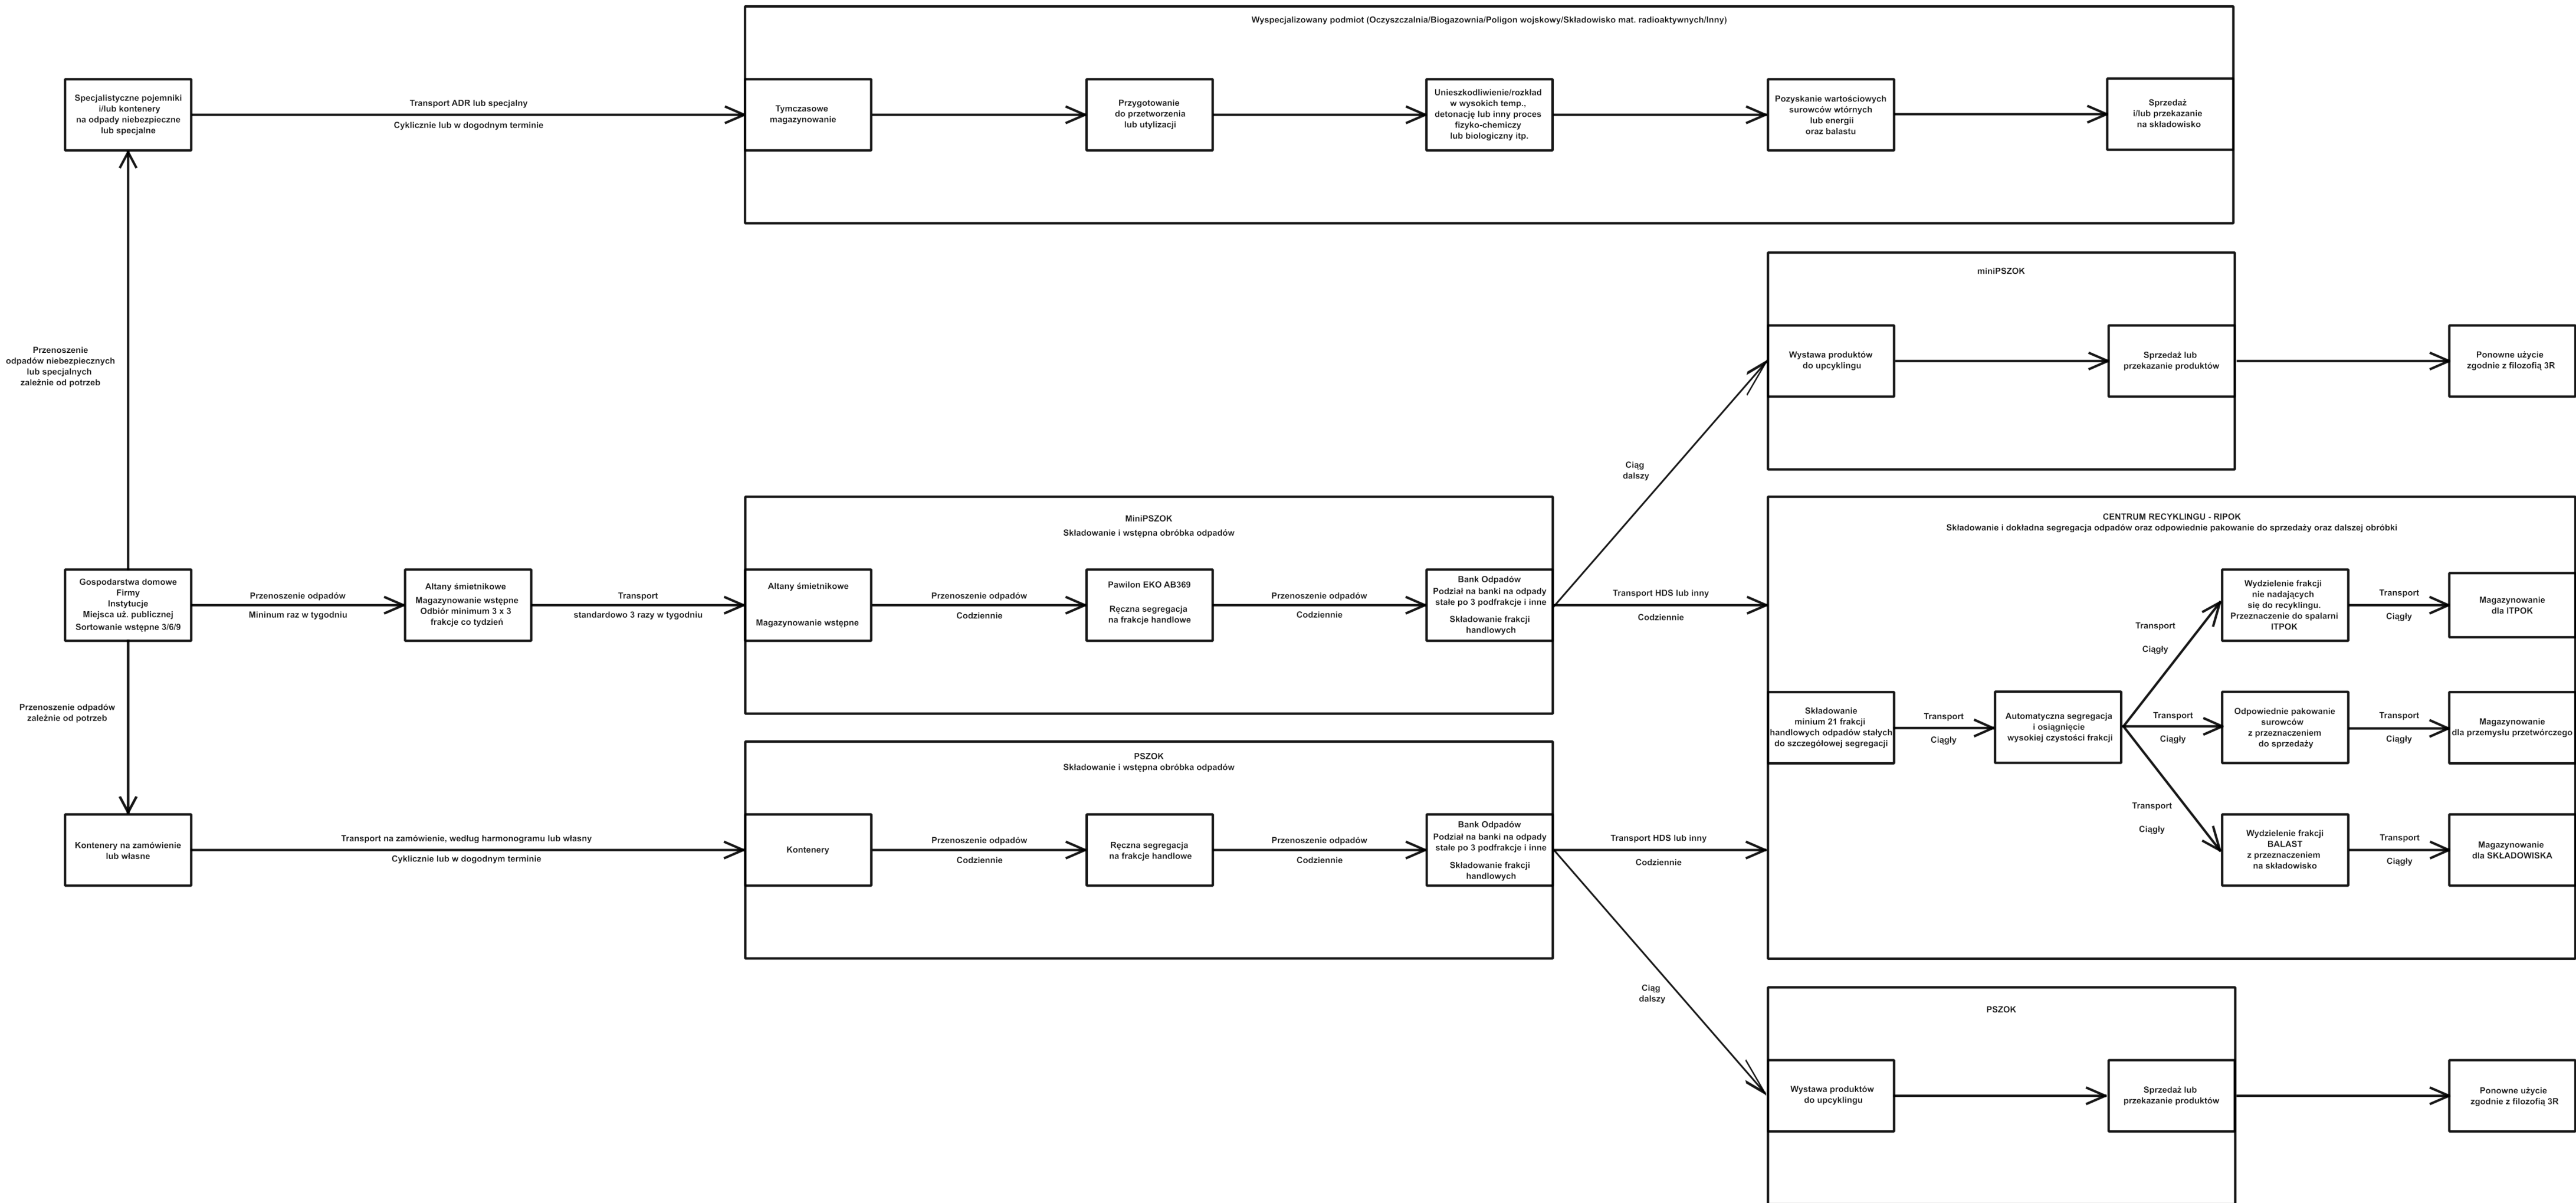 Wyspecjalizowany podmiot (Oczyszczalnia/Biogazownia/Poligon wojskowy/Składowisko mat. radioaktywnych/Inny)
Specjalistyczne pojemniki
i/lub kontenery
na odpady niebezpieczne
lub specjalne
Transport ADR lub specjalny
Cyklicznie lub w dogodnym terminie
Tymczasowe
magazynowanie
Przygotowanie
do przetworzenia
lub utylizacji
Unieszkodliwienie/rozkład
w wysokich temp.,
detonację lub inny proces
fizyko-chemiczy
lub biologiczny itp.
Pozyskanie wartościowych
surowców wtórnych
lub energii
oraz balastu
Sprzedaż
i/lub przekazanie
na składowisko
Przenoszenie
odpadów niebezpiecznych
lub specjalnych
zależnie od potrzeb
miniPSZOK
Wystawa produktów
do upcyklingu
Sprzedaż lub
przekazanie produktów
Ponowne użycie
zgodnie z filozofią 3R
Ciąg
dalszy
Gospodarstwa domowe
Firmy
Instytucje
Miejsca uż. publicznej
Sortowanie wstępne 3/6/9
Przenoszenie odpadów
Mininum raz w tygodniu
Altany śmietnikowe
Magazynowanie wstępne
Odbiór minimum 3 x 3
frakcje co tydzień
Transport
standardowo 3 razy w tygodniu
MiniPSZOK
Składowanie i wstępna obróbka odpadów
Altany śmietnikowe
Magazynowanie wstępne
Przenoszenie odpadów
Codziennie
Pawilon EKO AB369
Ręczna segregacja
na frakcje handlowe
Przenoszenie odpadów
Codziennie
Bank Odpadów
Podział na banki na odpady
stałe po 3 podfrakcje i inne
Składowanie frakcji
handlowych
Transport HDS lub inny
Codziennie
CENTRUM RECYKLINGU - RIPOK
Składowanie i dokładna segregacja odpadów oraz odpowiednie pakowanie do sprzedaży oraz dalszej obróbki
Składowanie
minium 21 frakcji
handlowych odpadów stałych
do szczegółowej segregacji
Transport
Ciągły
Automatyczna segregacja
i osiągnięcie
wysokiej czystości frakcji
Transport
Ciągły
Wydzielenie frakcji
nie nadających
się do recyklingu.
Przeznaczenie do spalarni
ITPOK
Transport
Ciągły
Magazynowanie
dla ITPOK
Transport
Ciągły
Odpowiednie pakowanie
surowców
z przeznaczeniem
do sprzedaży
Transport
Ciągły
Magazynowanie
dla przemysłu przetwórczego
Transport
Ciągły
Wydzielenie frakcji
BALAST
z przeznaczeniem
na składowisko
Transport
Ciągły
Magazynowanie
dla SKŁADOWISKA
Przenoszenie odpadów
zależnie od potrzeb
Kontenery na zamówienie
lub własne
Transport na zamówienie, według harmonogramu lub własny
Cyklicznie lub w dogodnym terminie
PSZOK
Składowanie i wstępna obróbka odpadów
Kontenery
Przenoszenie odpadów
Codziennie
Ręczna segregacja
na frakcje handlowe
Przenoszenie odpadów
Codziennie
Bank Odpadów
Podział na banki na odpady
stałe po 3 podfrakcje i inne
Składowanie frakcji
handlowych
Transport HDS lub inny
Codziennie
Ciąg
dalszy
PSZOK
Wystawa produktów
do upcyklingu
Sprzedaż lub
przekazanie produktów
Ponowne użycie
zgodnie z filozofią 3R